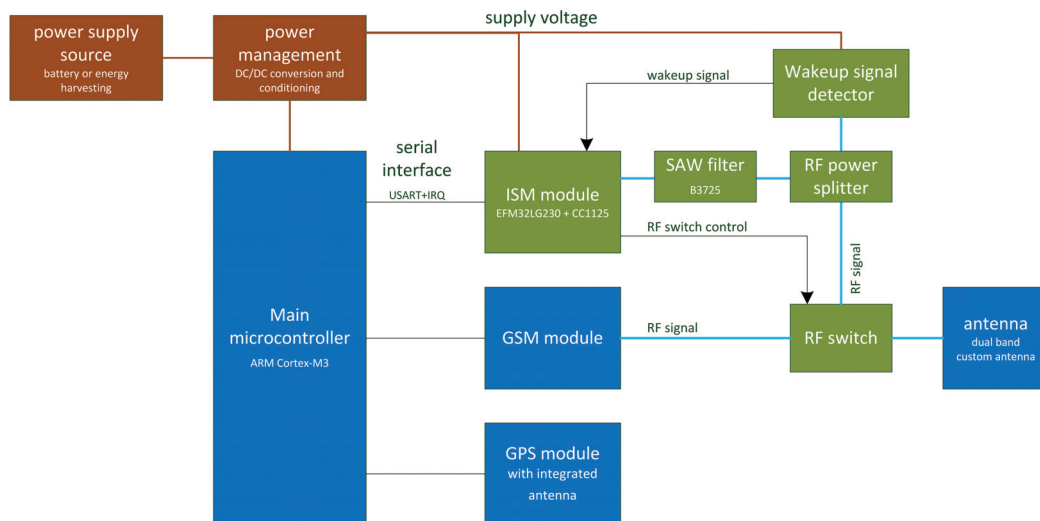 supply voltage
power supply
source
battery or energy
harvesting
power
management
DC/DC conversion and
conditioning
wakeup signal
Wakeup signal
detector
serial
interface
USART+IRQ
ISM module
EFM32LG230 + CC1125
SAW filter
B3725
RF power
splitter
RF switch control
RF signal
Main
microcontroller
ARM Cortex-M3
GSM module
RF signal
RF switch
antenna
dual band
custom antenna
GPS module
with integrated
antenna